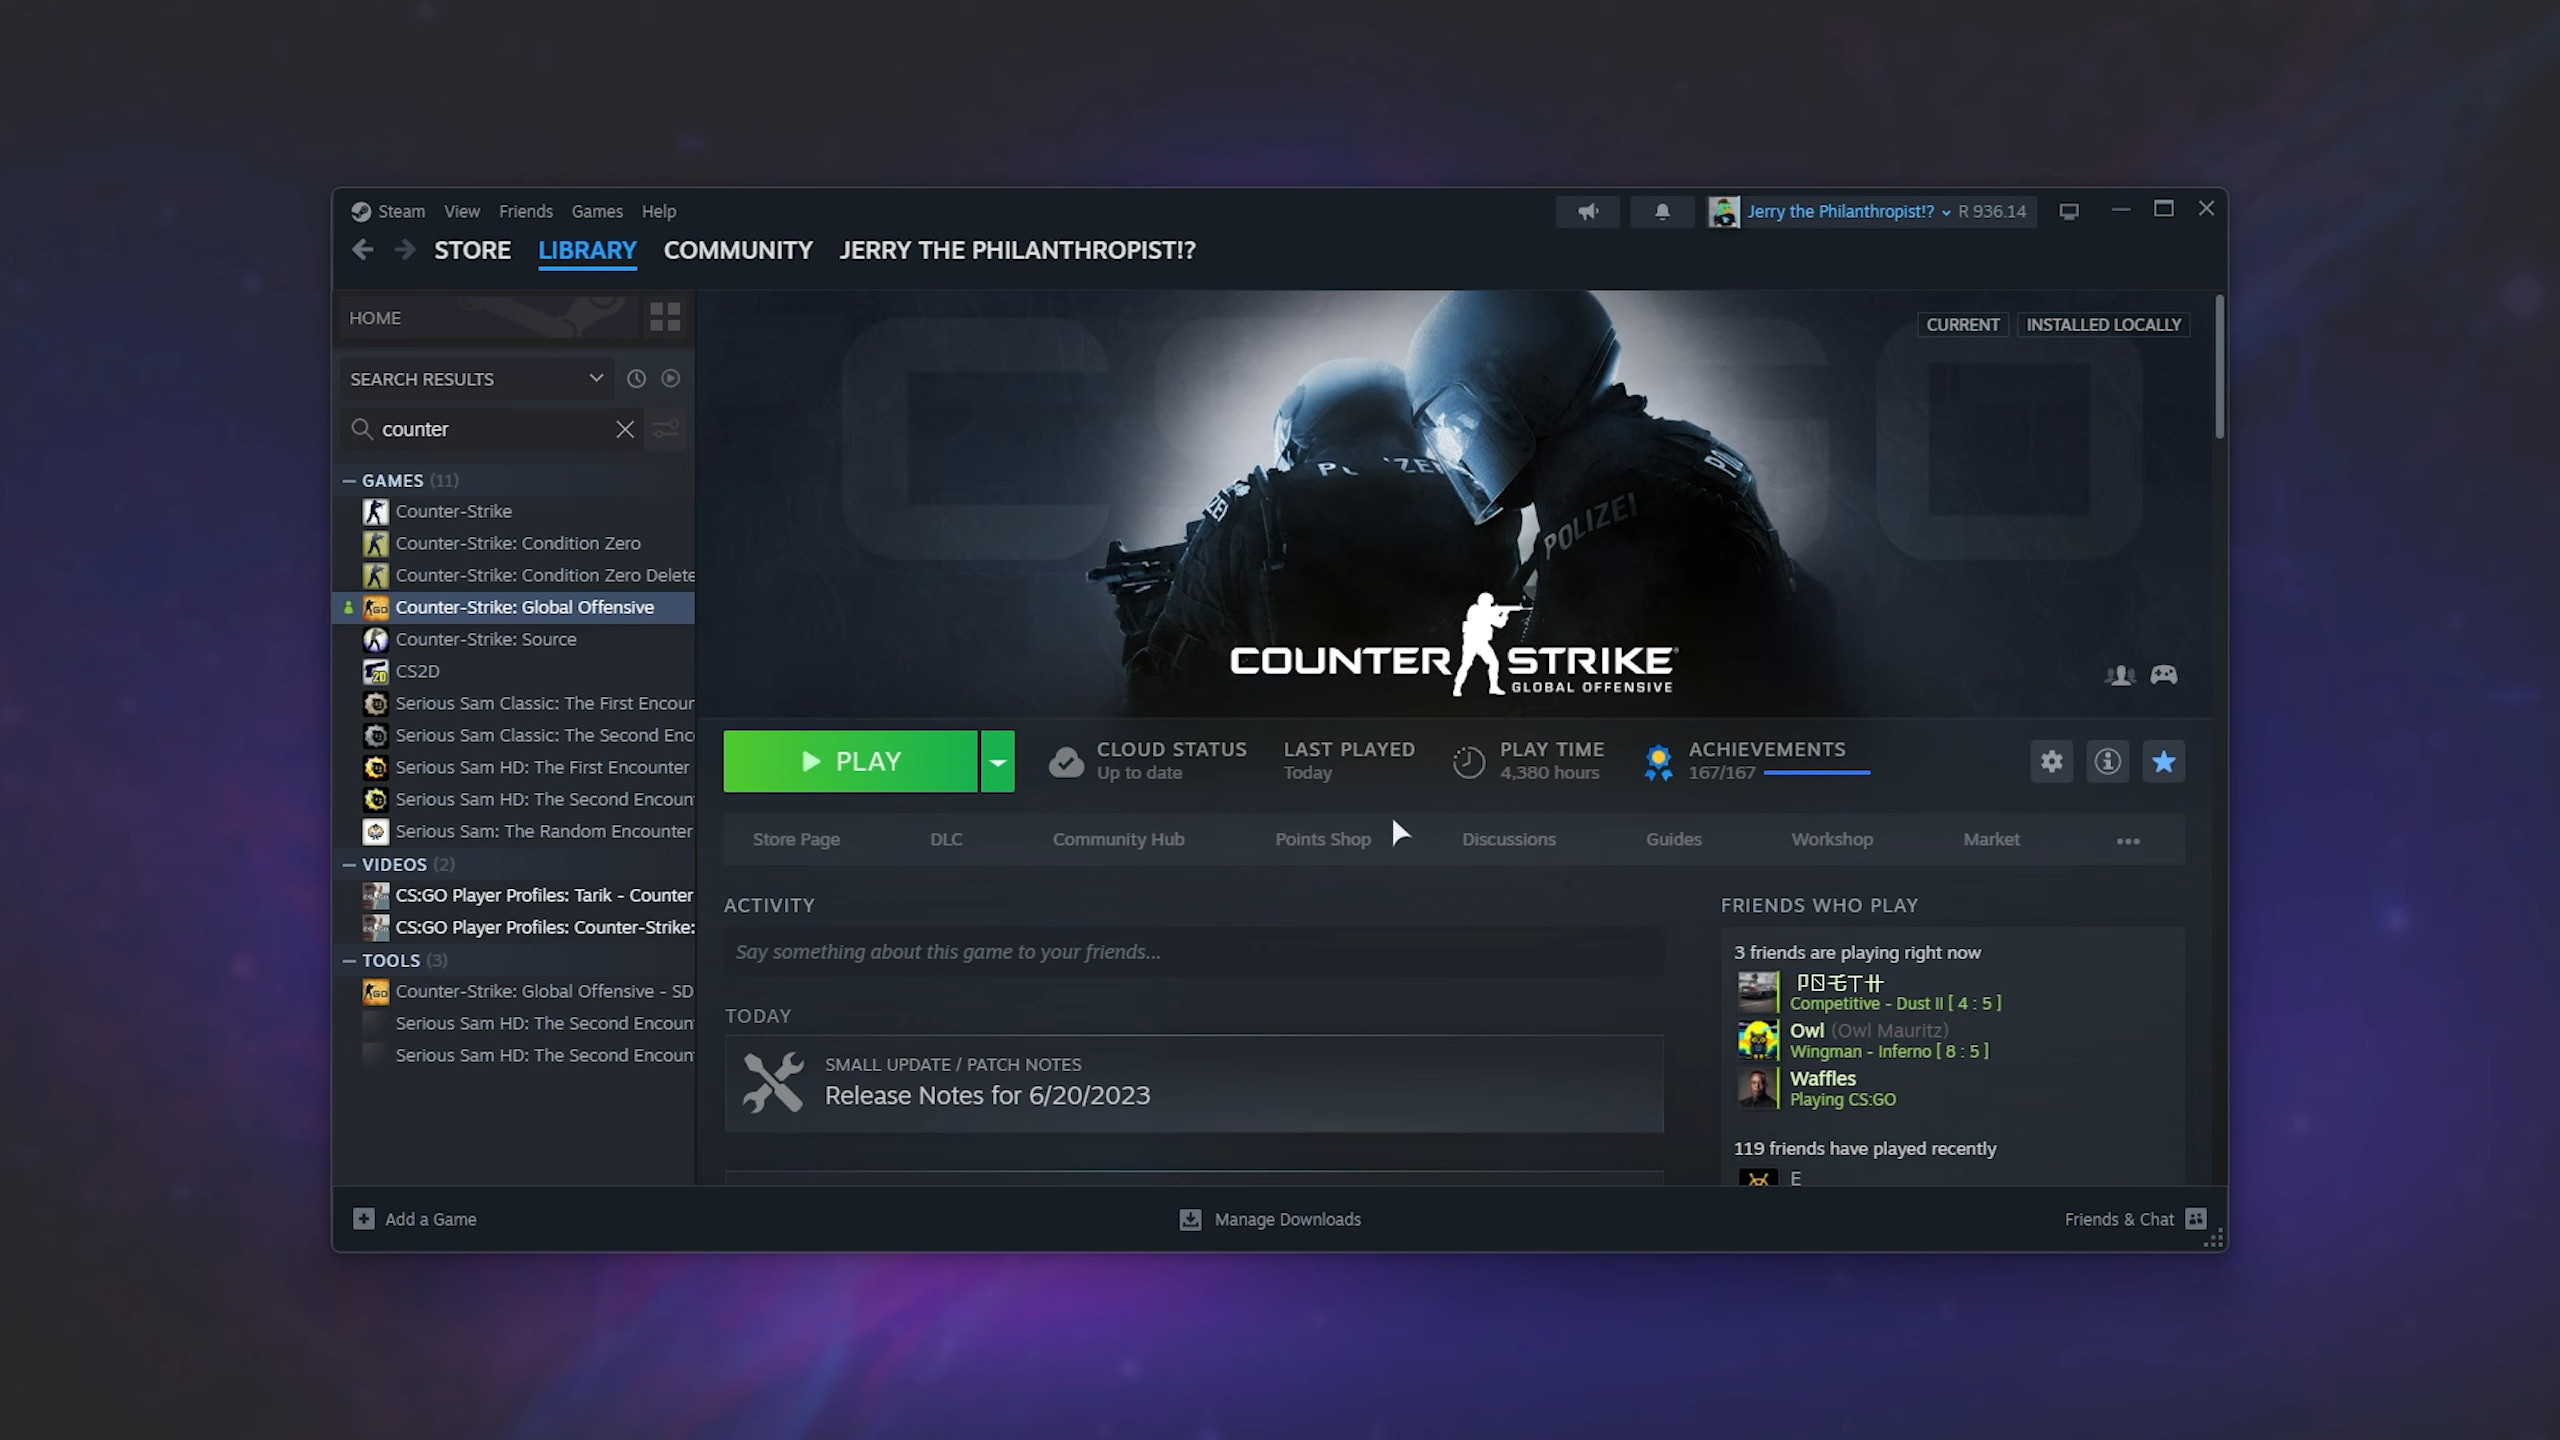 Steam View Friends Games Help
Jerry the Philanthropist!? R 936.14
STORE LIBRARY COMMUNITY JERRY THE PHILANTHROPIST!?
HOME
SEARCH RESULTS
counter
GAMES (11)
Counter-Strike
Counter-Strike: Condition Zero
Counter-Strike: Condition Zero Delete
Counter-Strike: Global Offensive
Counter-Strike: Source
CS2D
Serious Sam Classic: The First Encour
Serious Sam Classic: The Second Enc
Serious Sam HD: The First Encounter
Serious Sam HD: The Second Encoun
Serious Sam: The Random Encounter
VIDEOS (2)
CS:GO Player Profiles: Tarik - Counter
CS:GO Player Profiles: Counter-Strike:
TOOLS (3)
Counter-Strike: Global Offensive - SD
Serious Sam HD: The Second Encoun
Serious Sam HD: The Second Encoun
CURRENT INSTALLED LOCALLY
POLIZEI
COUNTER STRIKE
GLOBAL OFFENSIVE
PLAY
CLOUD STATUS
Up to date
LAST PLAYED
Today
PLAY TIME
4,380 hours
ACHIEVEMENTS
167/167
Store Page DLC Community Hub Points Shop Discussions Guides Workshop Market
ACTIVITY
Say something about this game to your friends...
TODAY
SMALL UPDATE / PATCH NOTES
Release Notes for 6/20/2023
FRIENDS WHO PLAY
3 friends are playing right now
Competitive - Dust II [ 4 : 5 ]
Owl (Owl Mauritz)
Wingman - Inferno [ 8 : 5 ]
Waffles
Playing CS:GO
119 friends have played recently
E
Add a Game
Manage Downloads
Friends & Chat